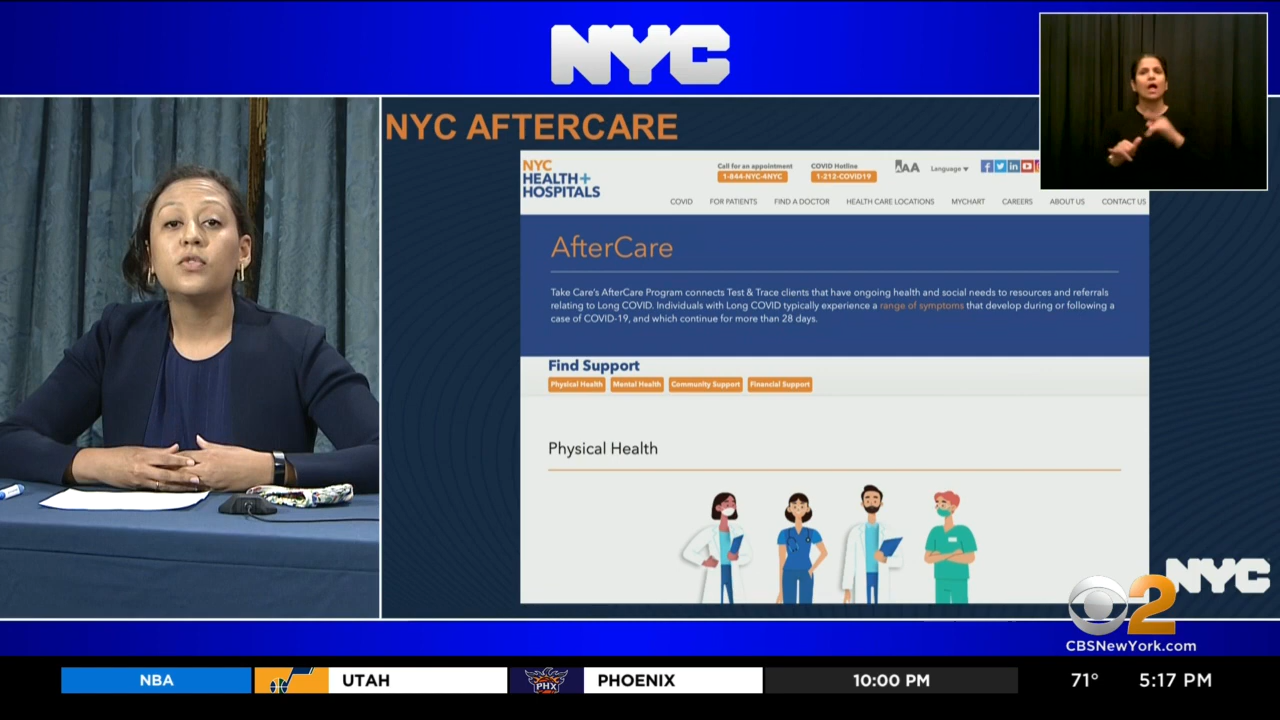 NYC
NYC AFTERCARE
NYC
HEALTH+
HOSPITALS
Call for an appointment
1-844-NYC-4NYC
COVID Hotline
1-212-COVID19
AAA
Language
COVID
FOR PATIENTS
FIND A DOCTOR
HEALTH CARE LOCATIONS
MYCHART
CAREERS
ABOUT US
CONTACT US
AfterCare
Take Care's AfterCare Program connects Test & Trace clients that have ongoing health and social needs to resources and referrals
relating to Long COVID. Individuals with Long COVID typically experience a range of symptoms that develop during or following a
case of COVID-19, and which continue for more than 28 days.
Find Support
Physical Health
Mental Health
Community Support
Financial Support
Physical Health
NYC
2
CBSNewYork.com
NBA
UTAH
PHX
PHOENIX
10:00 PM
71°
5:17 PM